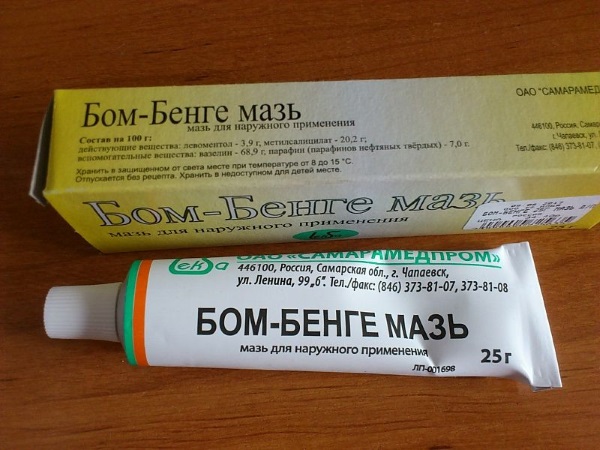 Бом-Бенге мазь
мазь для наружного применения
ОАО "САМАРАМЕД
Состав на 100 г:
действующие вещества: левоментол - 3,9 г, метилсалицилат - 20,2 г;
вспомогательные вещества: вазелин - 68,9 г, парафин (парафинов нефтяных твёрдых) - 7,0 г.
446100, Россия, Самарс
г. Чапаевск, ул.
Тел./факс: (846) 373-81-07,
Хранить в защищенном от света месте при температуре от 8 до 15 °С.
Отпускается без рецепта. Хранить в недоступном для детей месте.
Бом-Бенге мазь
мазь для наружного применения
ека
ОАО "САМАРАМЕДПРОМ"
446100, Россия, Самарская обл., г. Чапаевск,
ул. Ленина, 99 „б". Тел./факс: (846) 373-81-07, 373-81-08
БОМ-БЕНГЕ МАЗЬ
мазь для наружного применения
25 г
ЛП-001698